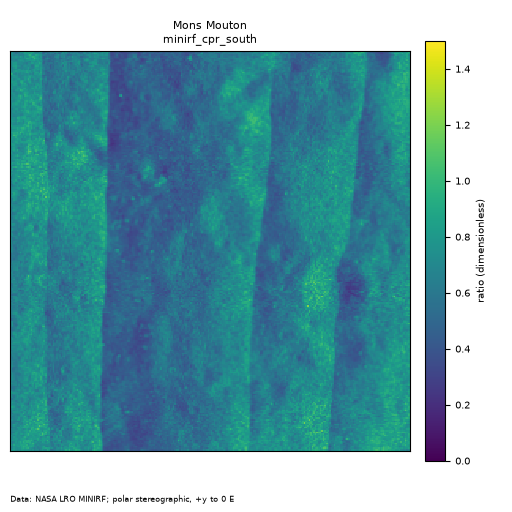 Mons Mouton
minirf_cpr_south
1.4
1.2
1.0
0.8
0.6
0.4
0.2
0.0
ratio (dimensionless)
Data: NASA LRO MINIRF; polar stereographic, +y to 0 E